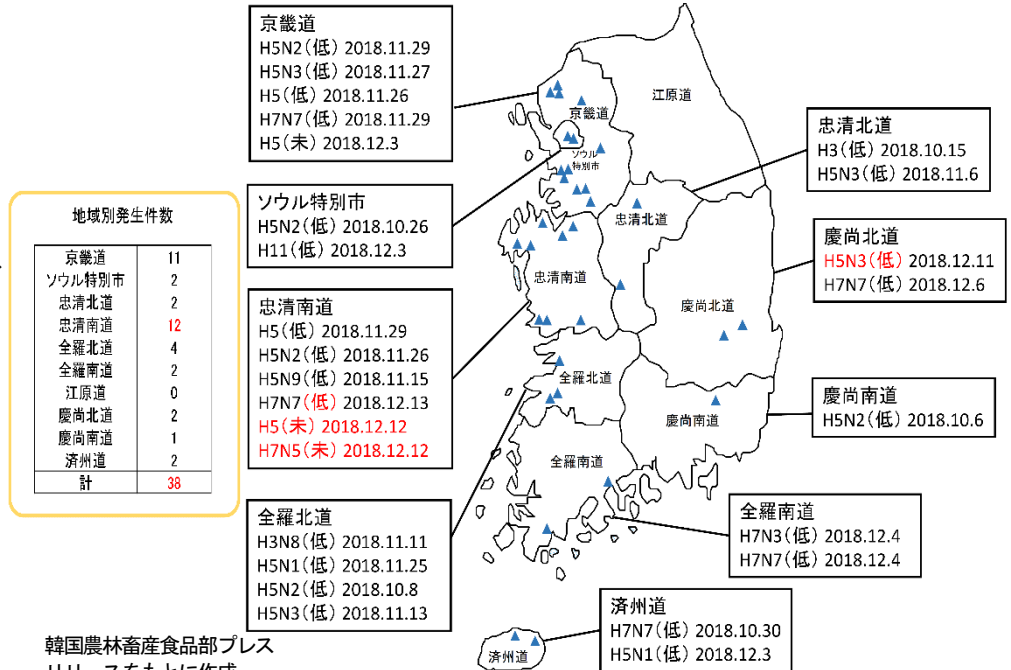 京畿道
H5N2(低) 2018.11.29
H5N3(低) 2018.11.27
H5(低) 2018.11.26
H7N7(低) 2018.11.29
H5(未) 2018.12.3
ソウル特別市
H5N2(低) 2018.10.26
H11(低) 2018.12.3
忠清南道
H5(低) 2018.11.29
H5N2(低) 2018.11.26
H5N9(低) 2018.11.15
H7N7(低) 2018.12.13
H5(未) 2018.12.12
H7N5(未) 2018.12.12
全羅北道
H3N8(低) 2018.11.11
H5N1(低) 2018.11.25
H5N2(低) 2018.10.8
H5N3(低) 2018.11.13
地域別発生件数
京畿道 11
ソウル特別市 2
忠清北道 2
忠清南道 12
全羅北道 4
全羅南道 2
江原道 0
慶尚北道 2
慶尚南道 1
済州道 2
計 38
江原道
京畿道
ソウル
特別市
忠清北道
忠清南道
慶尚北道
全羅北道
慶尚南道
全羅南道
済州道
忠清北道
H3(低) 2018.10.15
H5N3(低) 2018.11.6
慶尚北道
H5N3(低) 2018.12.11
H7N7(低) 2018.12.6
慶尚南道
H5N2(低) 2018.10.6
全羅南道
H7N3(低) 2018.12.4
H7N7(低) 2018.12.4
済州道
H7N7(低) 2018.10.30
H5N1(低) 2018.12.3
韓国農林畜産食品部プレス
リリースをもとに作成